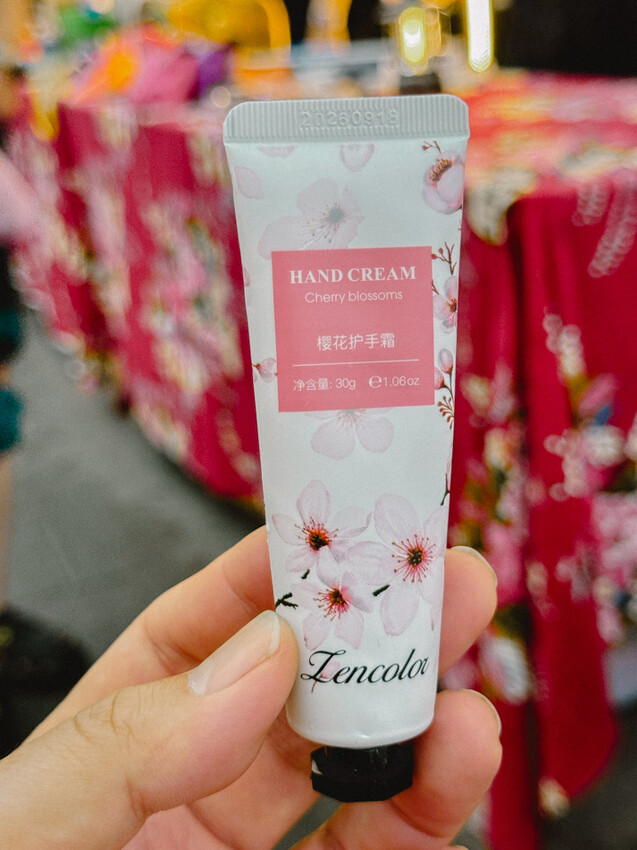 20260918
HAND CREAM
Cherry blossoms
樱花护手霜
净含量: 30g ℮1.06oz
Zencolor